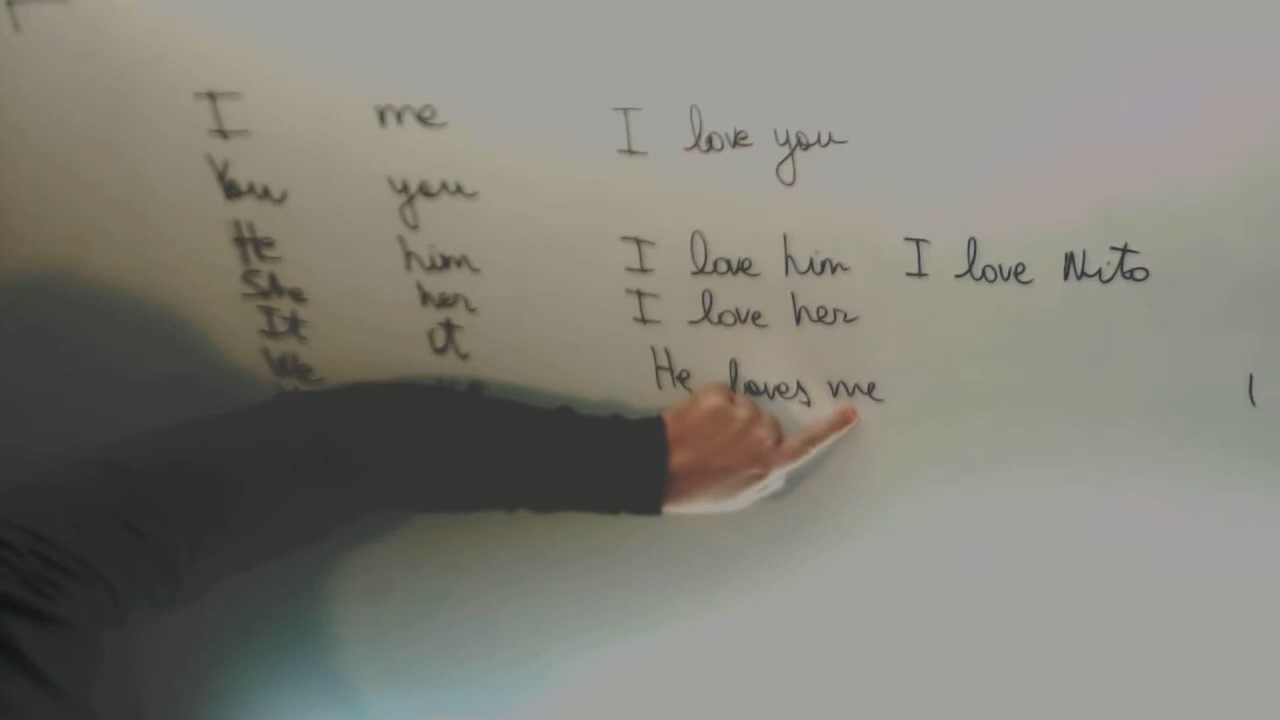 I me I love you
You you
He him I love him I love Nito
She her I love her
It it
We He loves me